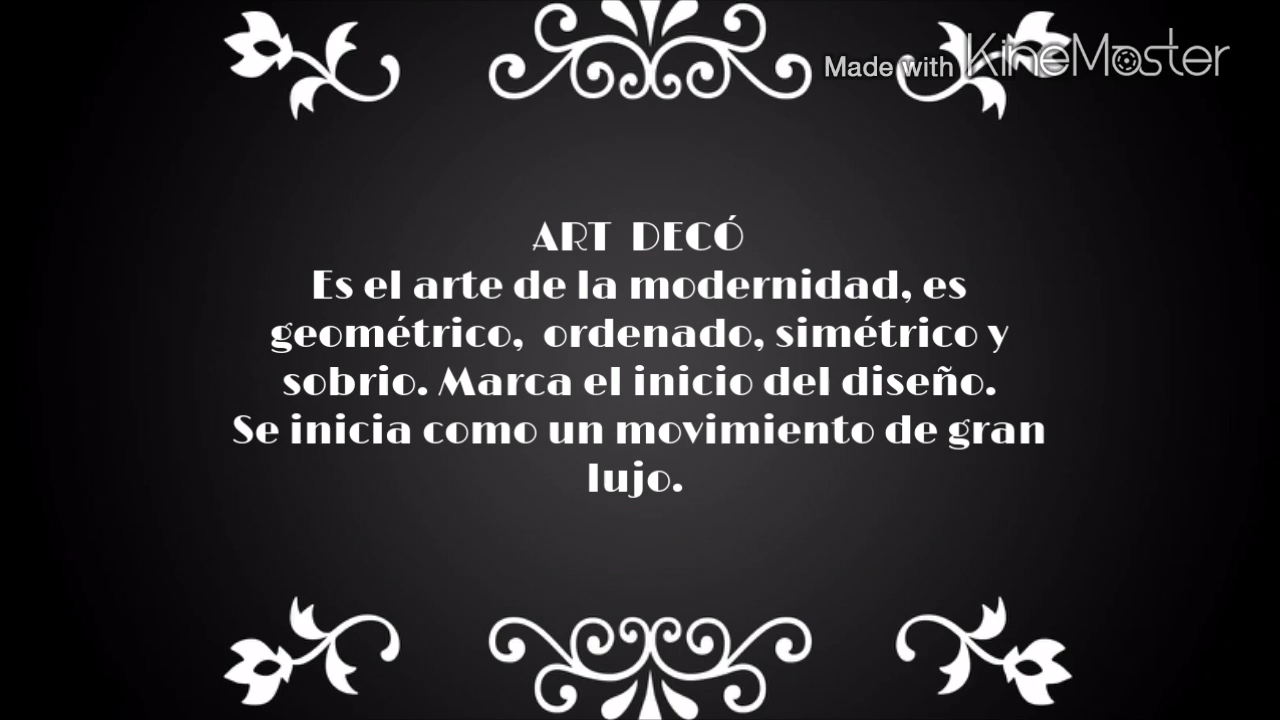 Made with KINEMASTER
ART DECÓ
Es el arte de la modernidad, es
geométrico, ordenado, simétrico y
sobrio. Marca el inicio del diseño.
Se inicia como un movimiento de gran
lujo.